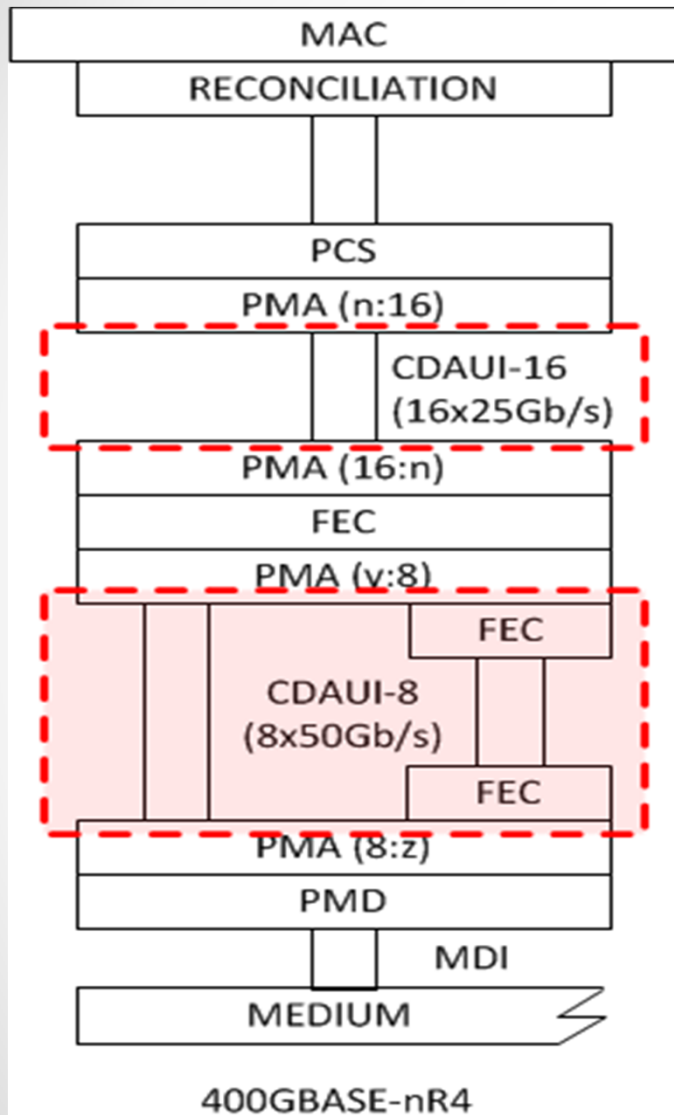 MAC
RECONCILIATION
PCS
PMA (n:16)
CDAUI-16
(16x25Gb/s)
PMA (16:n)
FEC
PMA (v:8)
FEC
CDAUI-8
(8x50Gb/s)
FEC
PMA (8:z)
PMD
MDI
MEDIUM
400GBASE-nR4